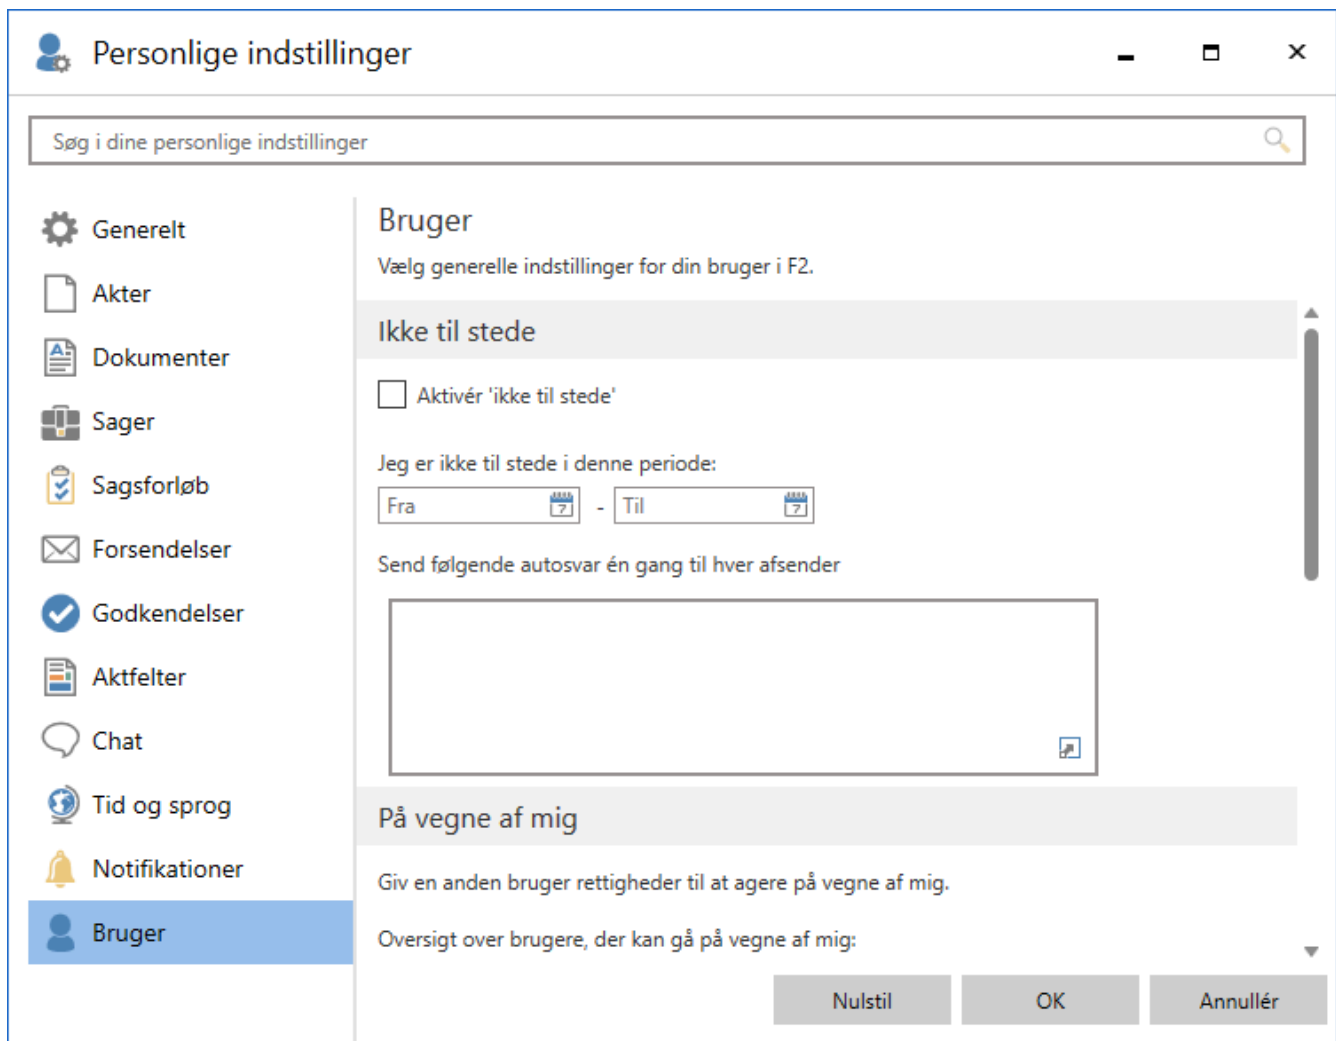 Personlige indstillinger
Søg i dine personlige indstillinger
Generelt
Akter
Dokumenter
Sager
Sagsforløb
Forsendelser
Godkendelser
Aktfelter
Chat
Tid og sprog
Notifikationer
Bruger
Bruger
Vælg generelle indstillinger for din bruger i F2.
Ikke til stede
Aktivér 'ikke til stede'
Jeg er ikke til stede i denne periode:
Fra - Til
Send følgende autosvar én gang til hver afsender
På vegne af mig
Giv en anden bruger rettigheder til at agere på vegne af mig.
Oversigt over brugere, der kan gå på vegne af mig:
Nulstil OK Annullér